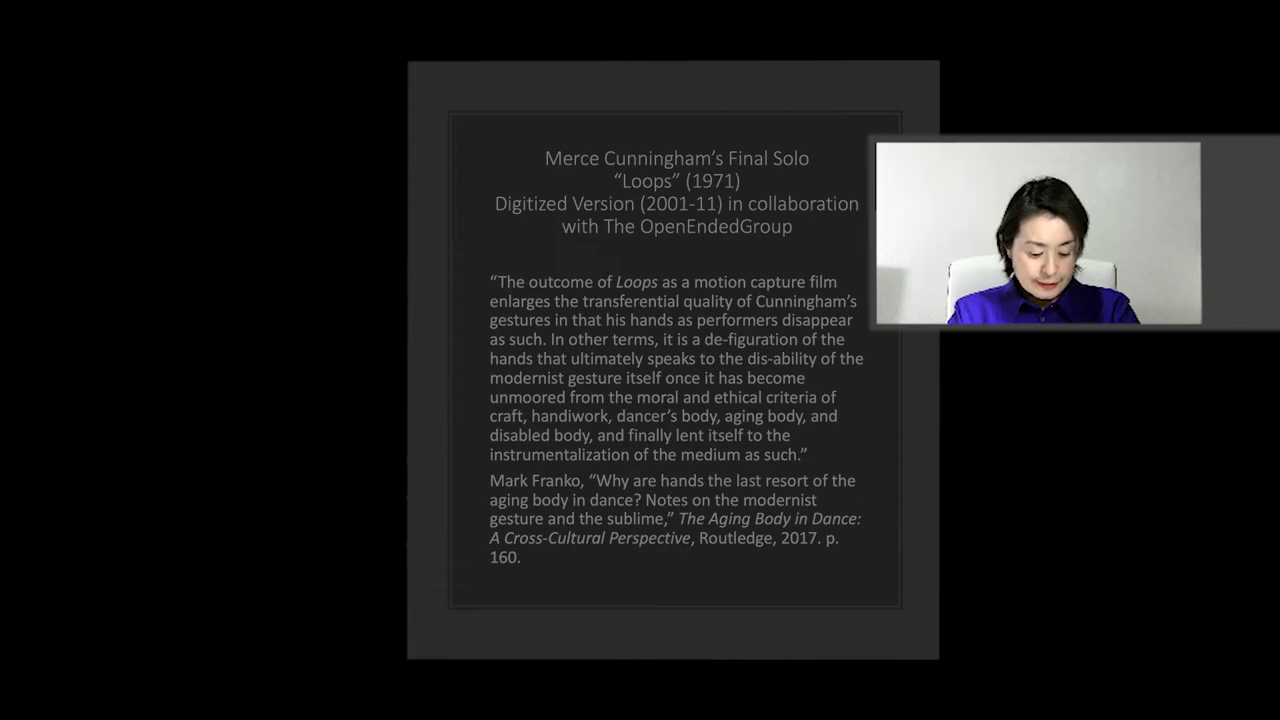 Merce Cunningham’s Final Solo
“Loops” (1971)
Digitized Version (2001-11) in collaboration
with The OpenEndedGroup
“The outcome of Loops as a motion capture film
enlarges the transferential quality of Cunningham’s
gestures in that his hands as performers disappear
as such. In other terms, it is a de-figuration of the
hands that ultimately speaks to the dis-ability of the
modernist gesture itself once it has become
unmoored from the moral and ethical criteria of
craft, handiwork, dancer’s body, aging body, and
disabled body, and finally lent itself to the
instrumentalization of the medium as such.”
Mark Franko, “Why are hands the last resort of the
aging body in dance? Notes on the modernist
gesture and the sublime,” The Aging Body in Dance:
A Cross-Cultural Perspective, Routledge, 2017. p.
160.